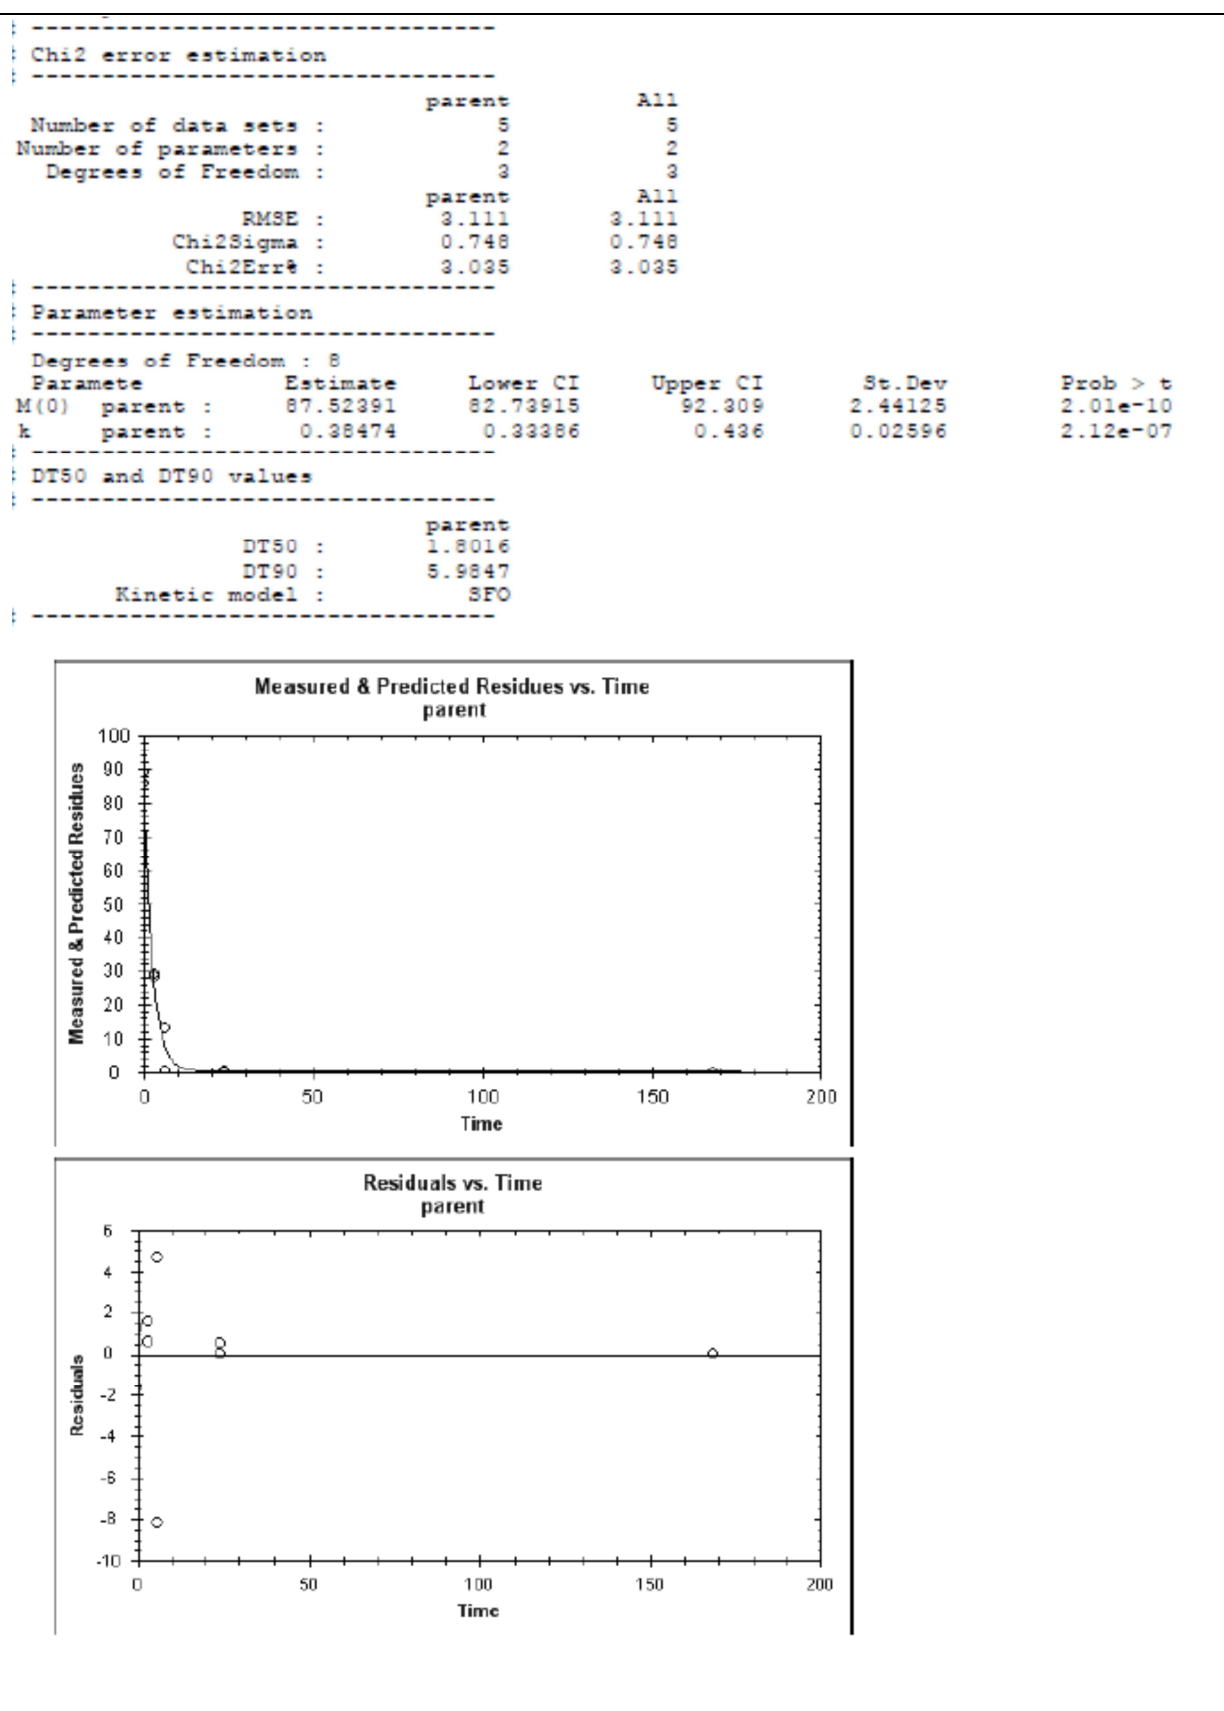 : ---------------------------------
: Chi2 error estimation
: ---------------------------------
parent All
Number of data sets : 5 5
Number of parameters : 2 2
Degrees of Freedom : 3 3
parent All
RMSE : 3.111 3.111
Chi2Sigma : 0.748 0.748
Chi2Err% : 3.035 3.035
: ---------------------------------
: Parameter estimation
: ---------------------------------
Degrees of Freedom : 8
Paramete Estimate Lower CI Upper CI St.Dev Prob > t
M(0) parent : 87.52391 82.73915 92.309 2.44125 2.01e-10
k parent : 0.38474 0.33386 0.436 0.02596 2.12e-07
: ---------------------------------
: DT50 and DT90 values
: ---------------------------------
parent
DT50 : 1.8016
DT90 : 5.9847
Kinetic model : SFO
: ---------------------------------
Measured & Predicted Residues vs. Time
parent
Measured & Predicted Residues
100
90
80
70
60
50
40
30
20
10
0
0 50 100 150 200
Time
Residuals vs. Time
parent
Residuals
6
4
2
0
-2
-4
-6
-8
-10
0 50 100 150 200
Time